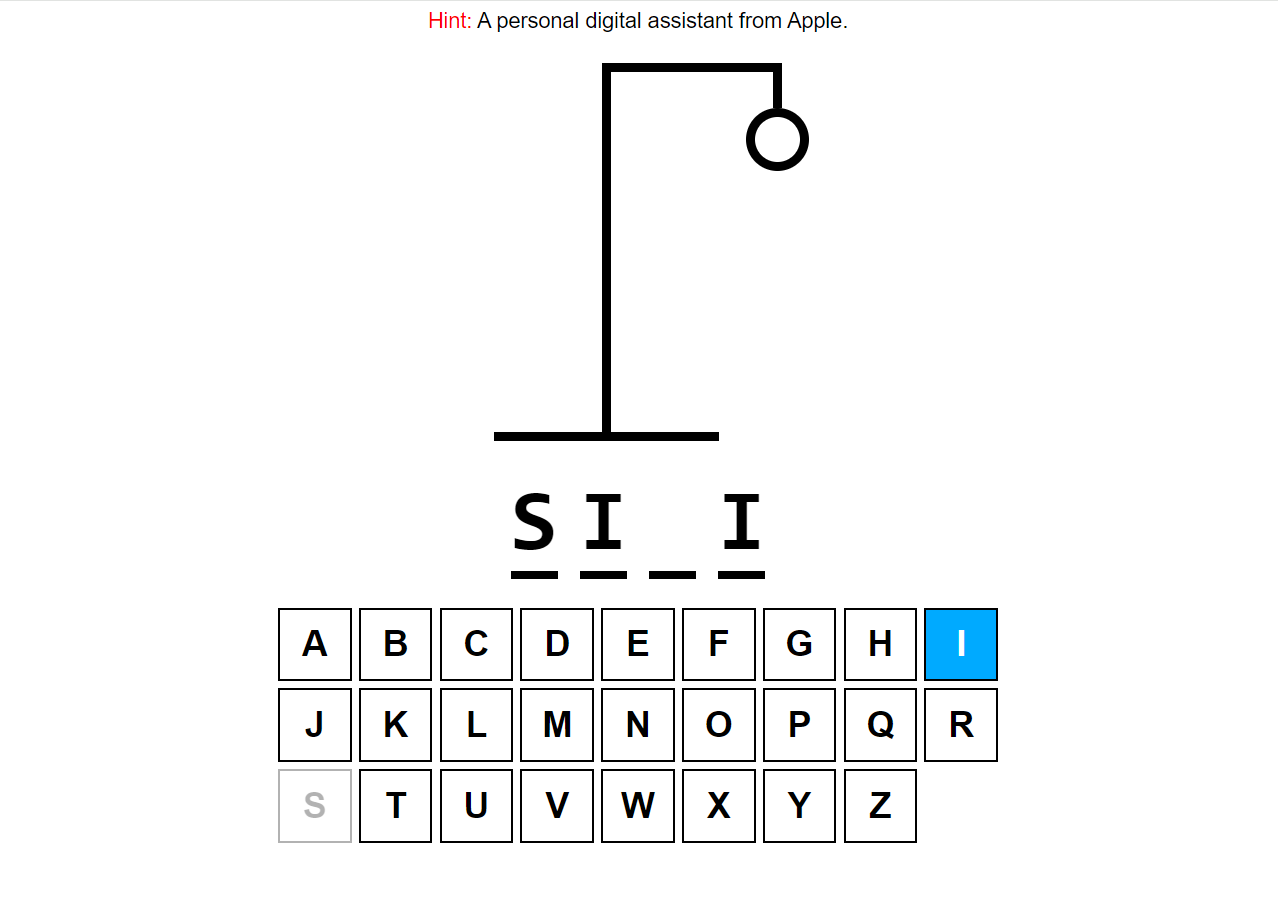 Hint: A personal digital assistant from Apple.
S I _ I
A B C D E F G H I
J K L M N O P Q R
S T U V W X Y Z